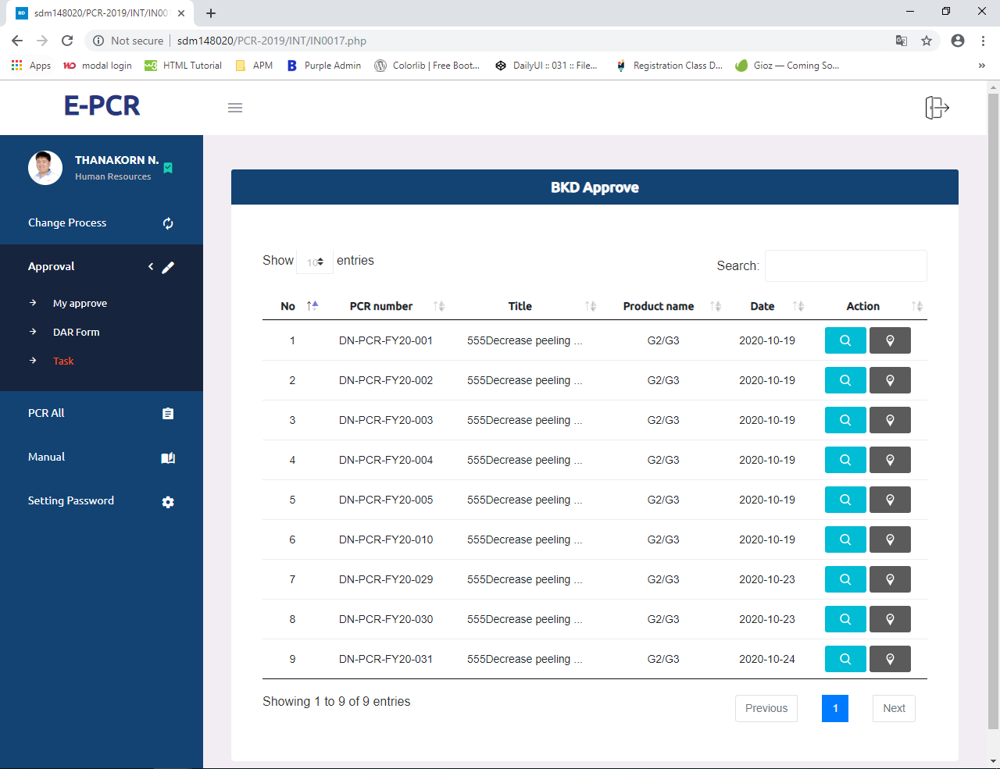 BD sdm148020/PCR-2019/INT/IN00
Not secure sdm148020/PCR-2019/INT/IN0017.php
Apps modal login HTML Tutorial APM Purple Admin Colorlib | Free Boot... DailyUI :: 031 :: File... Registration Class D... Gioz — Coming So... »
E-PCR
THANAKORN N.
Human Resources
Change Process
Approval
My approve
DAR Form
Task
PCR All
Manual
Setting Password
BKD Approve
Show 10 entries Search:
No PCR number Title Product name Date Action
1 DN-PCR-FY20-001 555Decrease peeling ... G2/G3 2020-10-19
2 DN-PCR-FY20-002 555Decrease peeling ... G2/G3 2020-10-19
3 DN-PCR-FY20-003 555Decrease peeling ... G2/G3 2020-10-19
4 DN-PCR-FY20-004 555Decrease peeling ... G2/G3 2020-10-19
5 DN-PCR-FY20-005 555Decrease peeling ... G2/G3 2020-10-19
6 DN-PCR-FY20-010 555Decrease peeling ... G2/G3 2020-10-19
7 DN-PCR-FY20-029 555Decrease peeling ... G2/G3 2020-10-23
8 DN-PCR-FY20-030 555Decrease peeling ... G2/G3 2020-10-23
9 DN-PCR-FY20-031 555Decrease peeling ... G2/G3 2020-10-24
Showing 1 to 9 of 9 entries Previous 1 Next